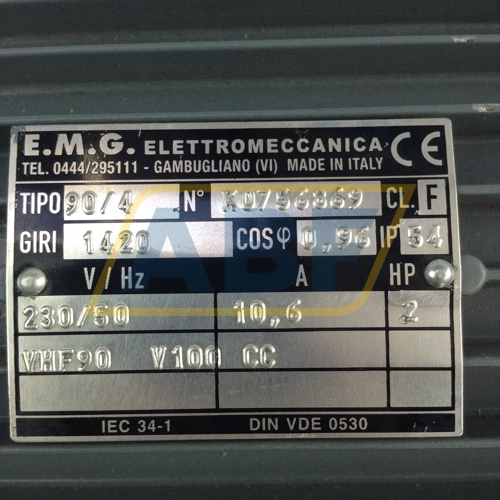 E.M.G. ELETTROMECCANICA CE
TEL. 0444/295111 - GAMBUGLIANO (VI) MADE IN ITALY
TIPO 90/4 N° K0756869 CL. F
GIRI 1420 COSφ 0,96 IP 54
V / Hz A HP
230/50 10,6 2
VHF90 V100 CC
IEC 34-1 DIN VDE 0530
ABF